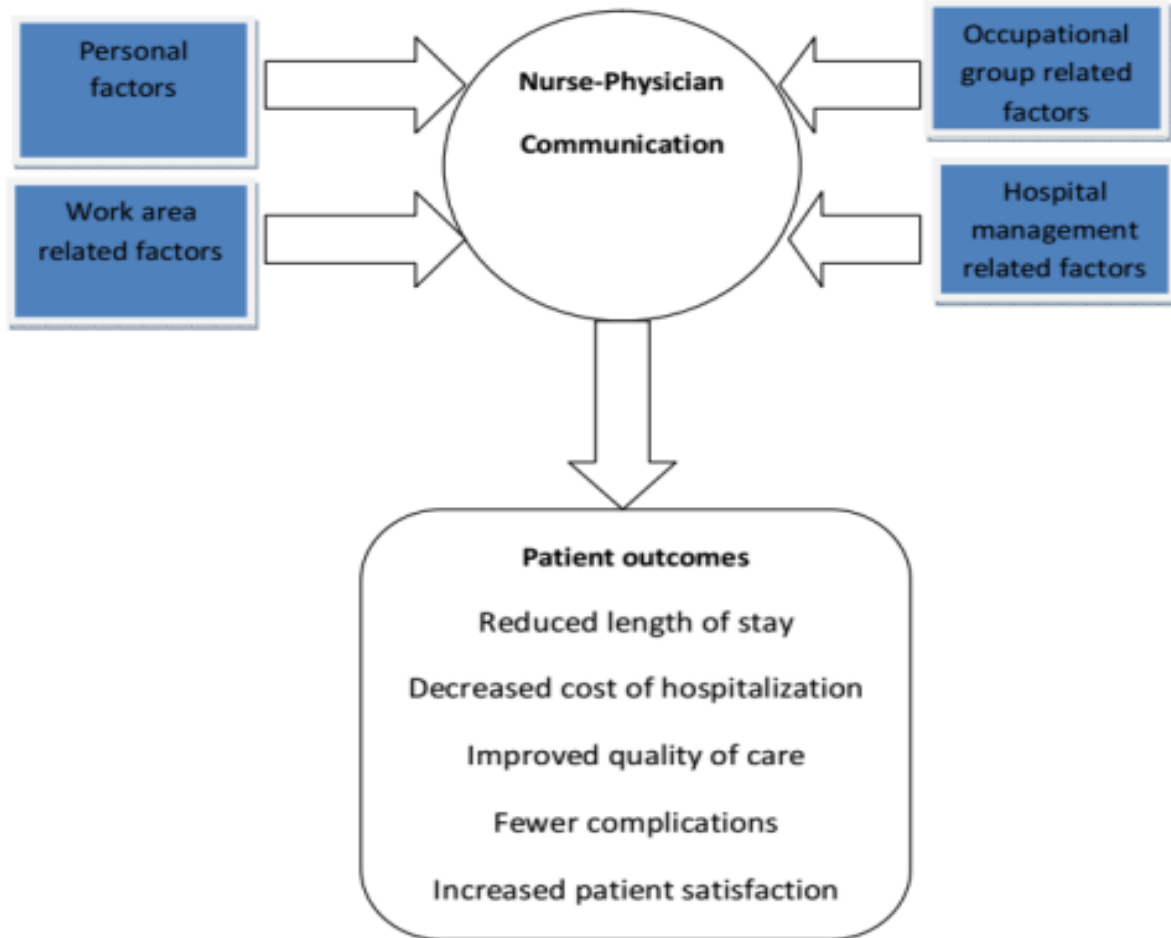 Personal
factors
Work area
related factors
Nurse-Physician
Communication
Occupational
group related
factors
Hospital
management
related factors
Patient outcomes
Reduced length of stay
Decreased cost of hospitalization
Improved quality of care
Fewer complications
Increased patient satisfaction